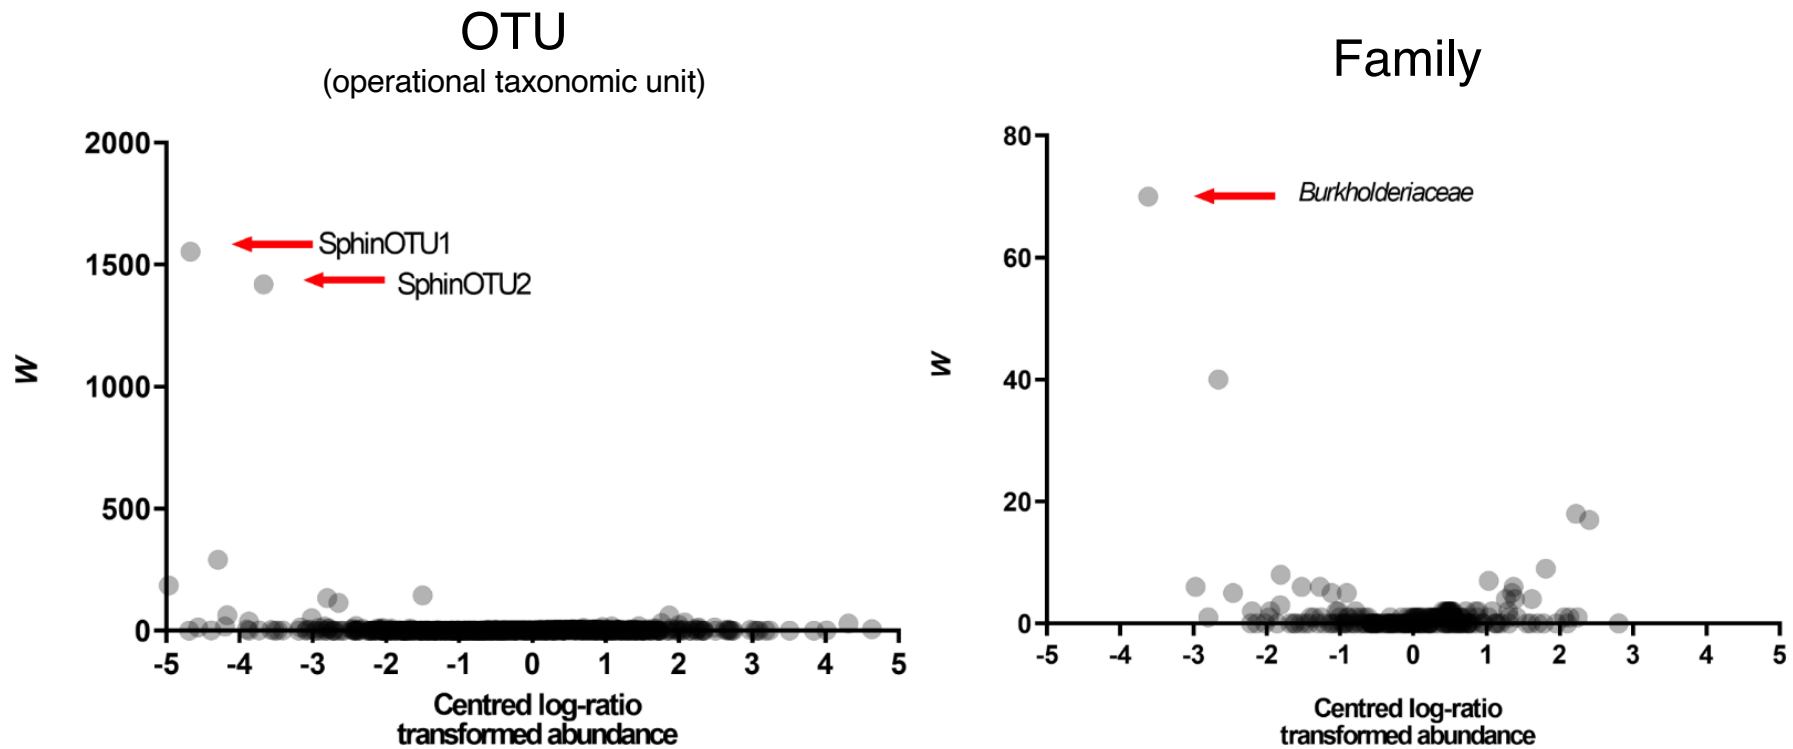 OTU
(operational taxonomic unit)
2000
1500
1000
500
0
W
SphinOTU1
SphinOTU2
-5 -4 -3 -2 -1 0 1 2 3 4 5
Centred log-ratio
transformed abundance
Family
80
60
40
20
0
W
Burkholderiaceae
-5 -4 -3 -2 -1 0 1 2 3 4 5
Centred log-ratio
transformed abundance